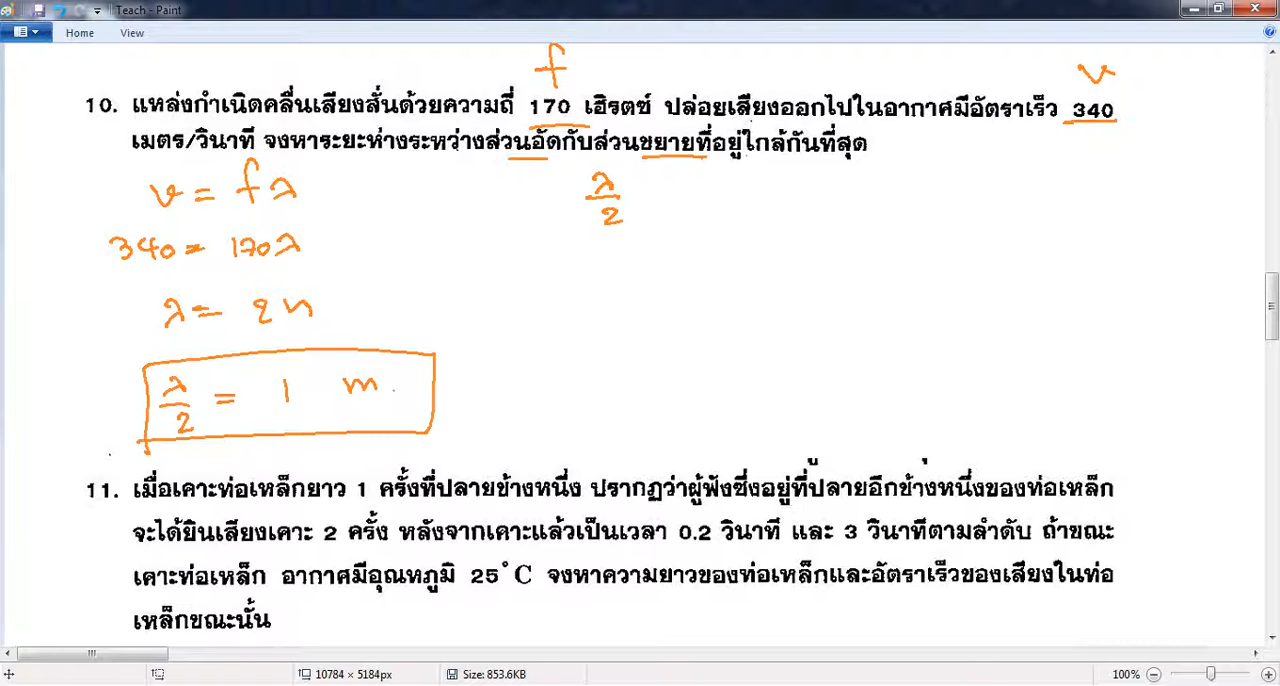 Teach - Paint
Home View
f
v
10. แหล่งกำเนิดคลื่นเสียงสั่นด้วยความถี่ 170 เฮิรตซ์ ปล่อยเสียงออกไปในอากาศมีอัตราเร็ว 340
เมตร/วินาที จงหาระยะห่างระหว่างส่วนอัดกับส่วนขยายที่อยู่ใกล้กันที่สุด
v = fλ
λ/2
340 = 170λ
λ = 2 m
λ/2 = 1 m
11. เมื่อเคาะท่อเหล็กยาว 1 ครั้งที่ปลายข้างหนึ่ง ปรากฏว่าผู้ฟังซึ่งอยู่ที่ปลายอีกข้างหนึ่งของท่อเหล็ก
จะได้ยินเสียงเคาะ 2 ครั้ง หลังจากเคาะแล้วเป็นเวลา 0.2 วินาที และ 3 วินาทีตามลำดับ ถ้าขณะ
เคาะท่อเหล็ก อากาศมีอุณหภูมิ 25°C จงหาความยาวของท่อเหล็กและอัตราเร็วของเสียงในท่อ
เหล็กขณะนั้น
10784 × 5184px Size: 853.6KB 100%